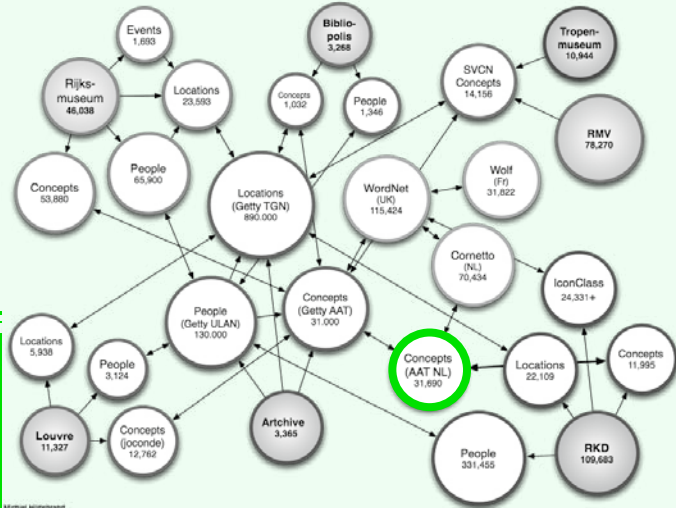 Events
1,693
Biblio-
polis
3,268
Tropen-
museum
10,944
Rijks-
museum
46,038
Locations
23,593
Concepts
1,032
People
1,346
SVCN
Concepts
14,156
RMV
78,270
Concepts
53,880
People
65,900
Locations
(Getty TGN)
890.000
WordNet
(UK)
115,424
Wolf
(Fr)
31,822
Cornetto
(NL)
70,434
IconClass
24,331+
People
(Getty ULAN)
130.000
Concepts
(Getty AAT)
31.000
Locations
5,938
People
3,124
Concepts
(AAT NL)
31,690
Locations
22,109
Concepts
11,995
Louvre
11,327
Concepts
(joconde)
12,762
Artchive
3,365
People
331,455
RKD
109,683